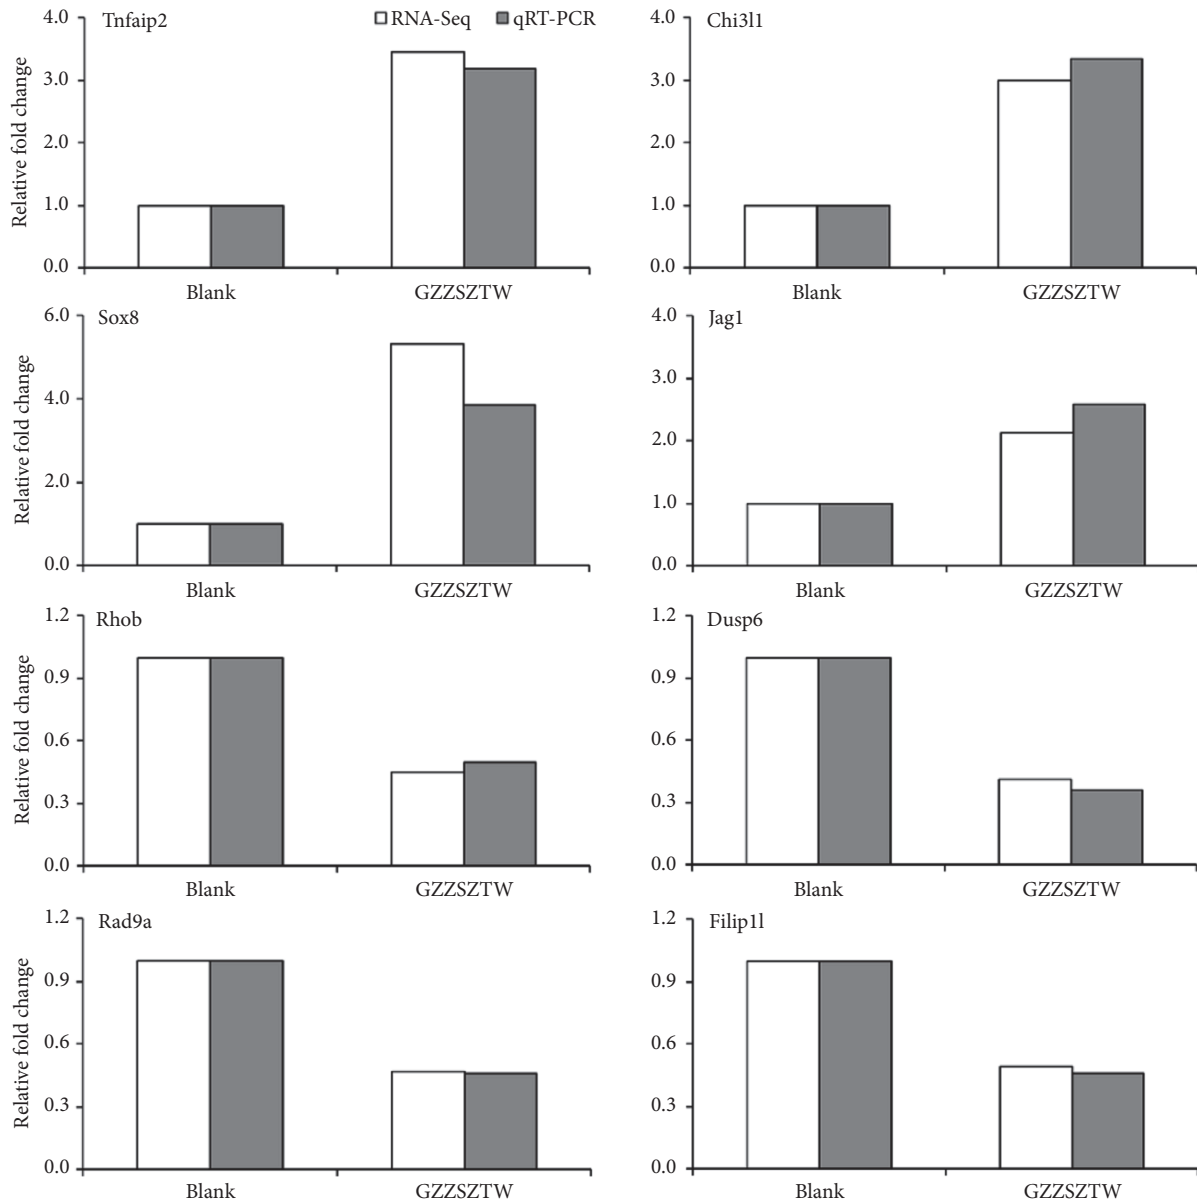 Tnfaip2
RNA-Seq
qRT-PCR
Relative fold change
4.0
3.0
2.0
1.0
0.0
Blank
GZZSZTW
Chi3l1
4.0
3.0
2.0
1.0
0.0
Blank
GZZSZTW
Sox8
Relative fold change
6.0
4.0
2.0
0.0
Blank
GZZSZTW
Jag1
4.0
3.0
2.0
1.0
0.0
Blank
GZZSZTW
Rhob
Relative fold change
1.2
0.9
0.6
0.3
0.0
Blank
GZZSZTW
Dusp6
1.2
0.9
0.6
0.3
0.0
Blank
GZZSZTW
Rad9a
Relative fold change
1.2
0.9
0.6
0.3
0.0
Blank
GZZSZTW
Filip1l
1.2
0.9
0.6
0.3
0.0
Blank
GZZSZTW